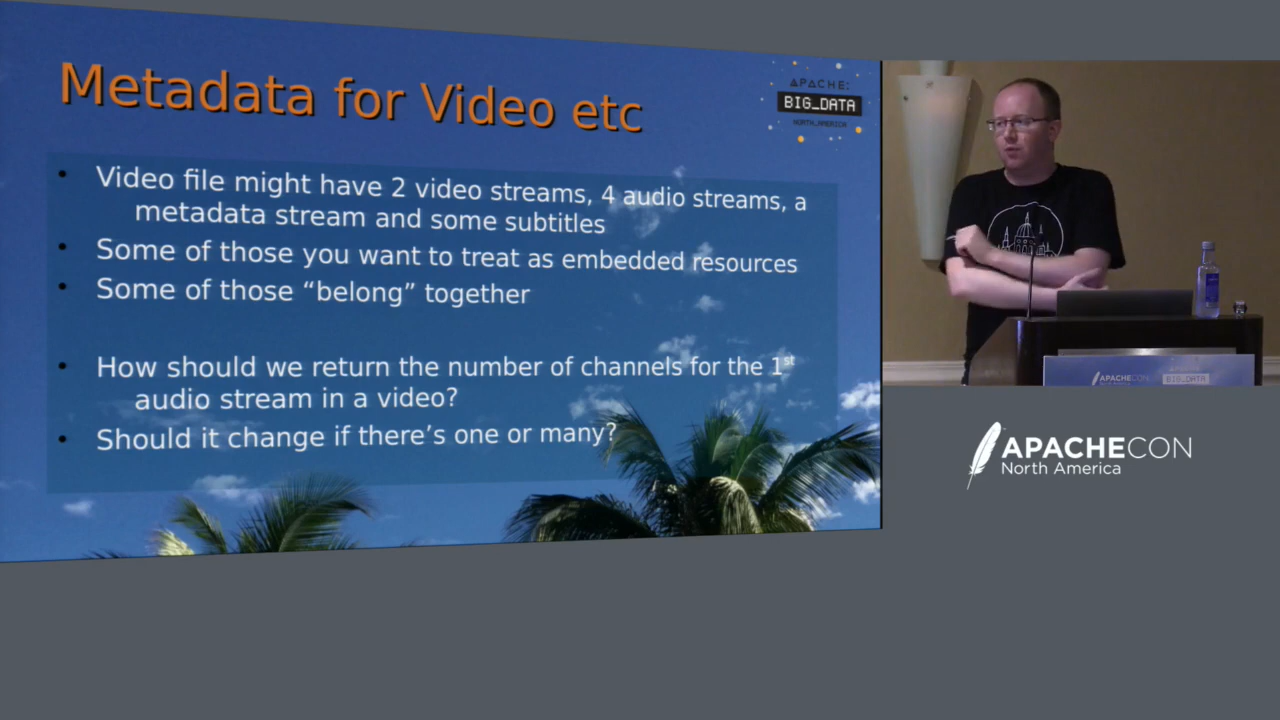 Metadata for Video etc
APACHE:
BIG_DATA
NORTH_AMERICA
• Video file might have 2 video streams, 4 audio streams, a
metadata stream and some subtitles
• Some of those you want to treat as embedded resources
• Some of those “belong” together
• How should we return the number of channels for the 1st
audio stream in a video?
• Should it change if there’s one or many?
APACHECON
BIG_DATA
APACHECON
North America